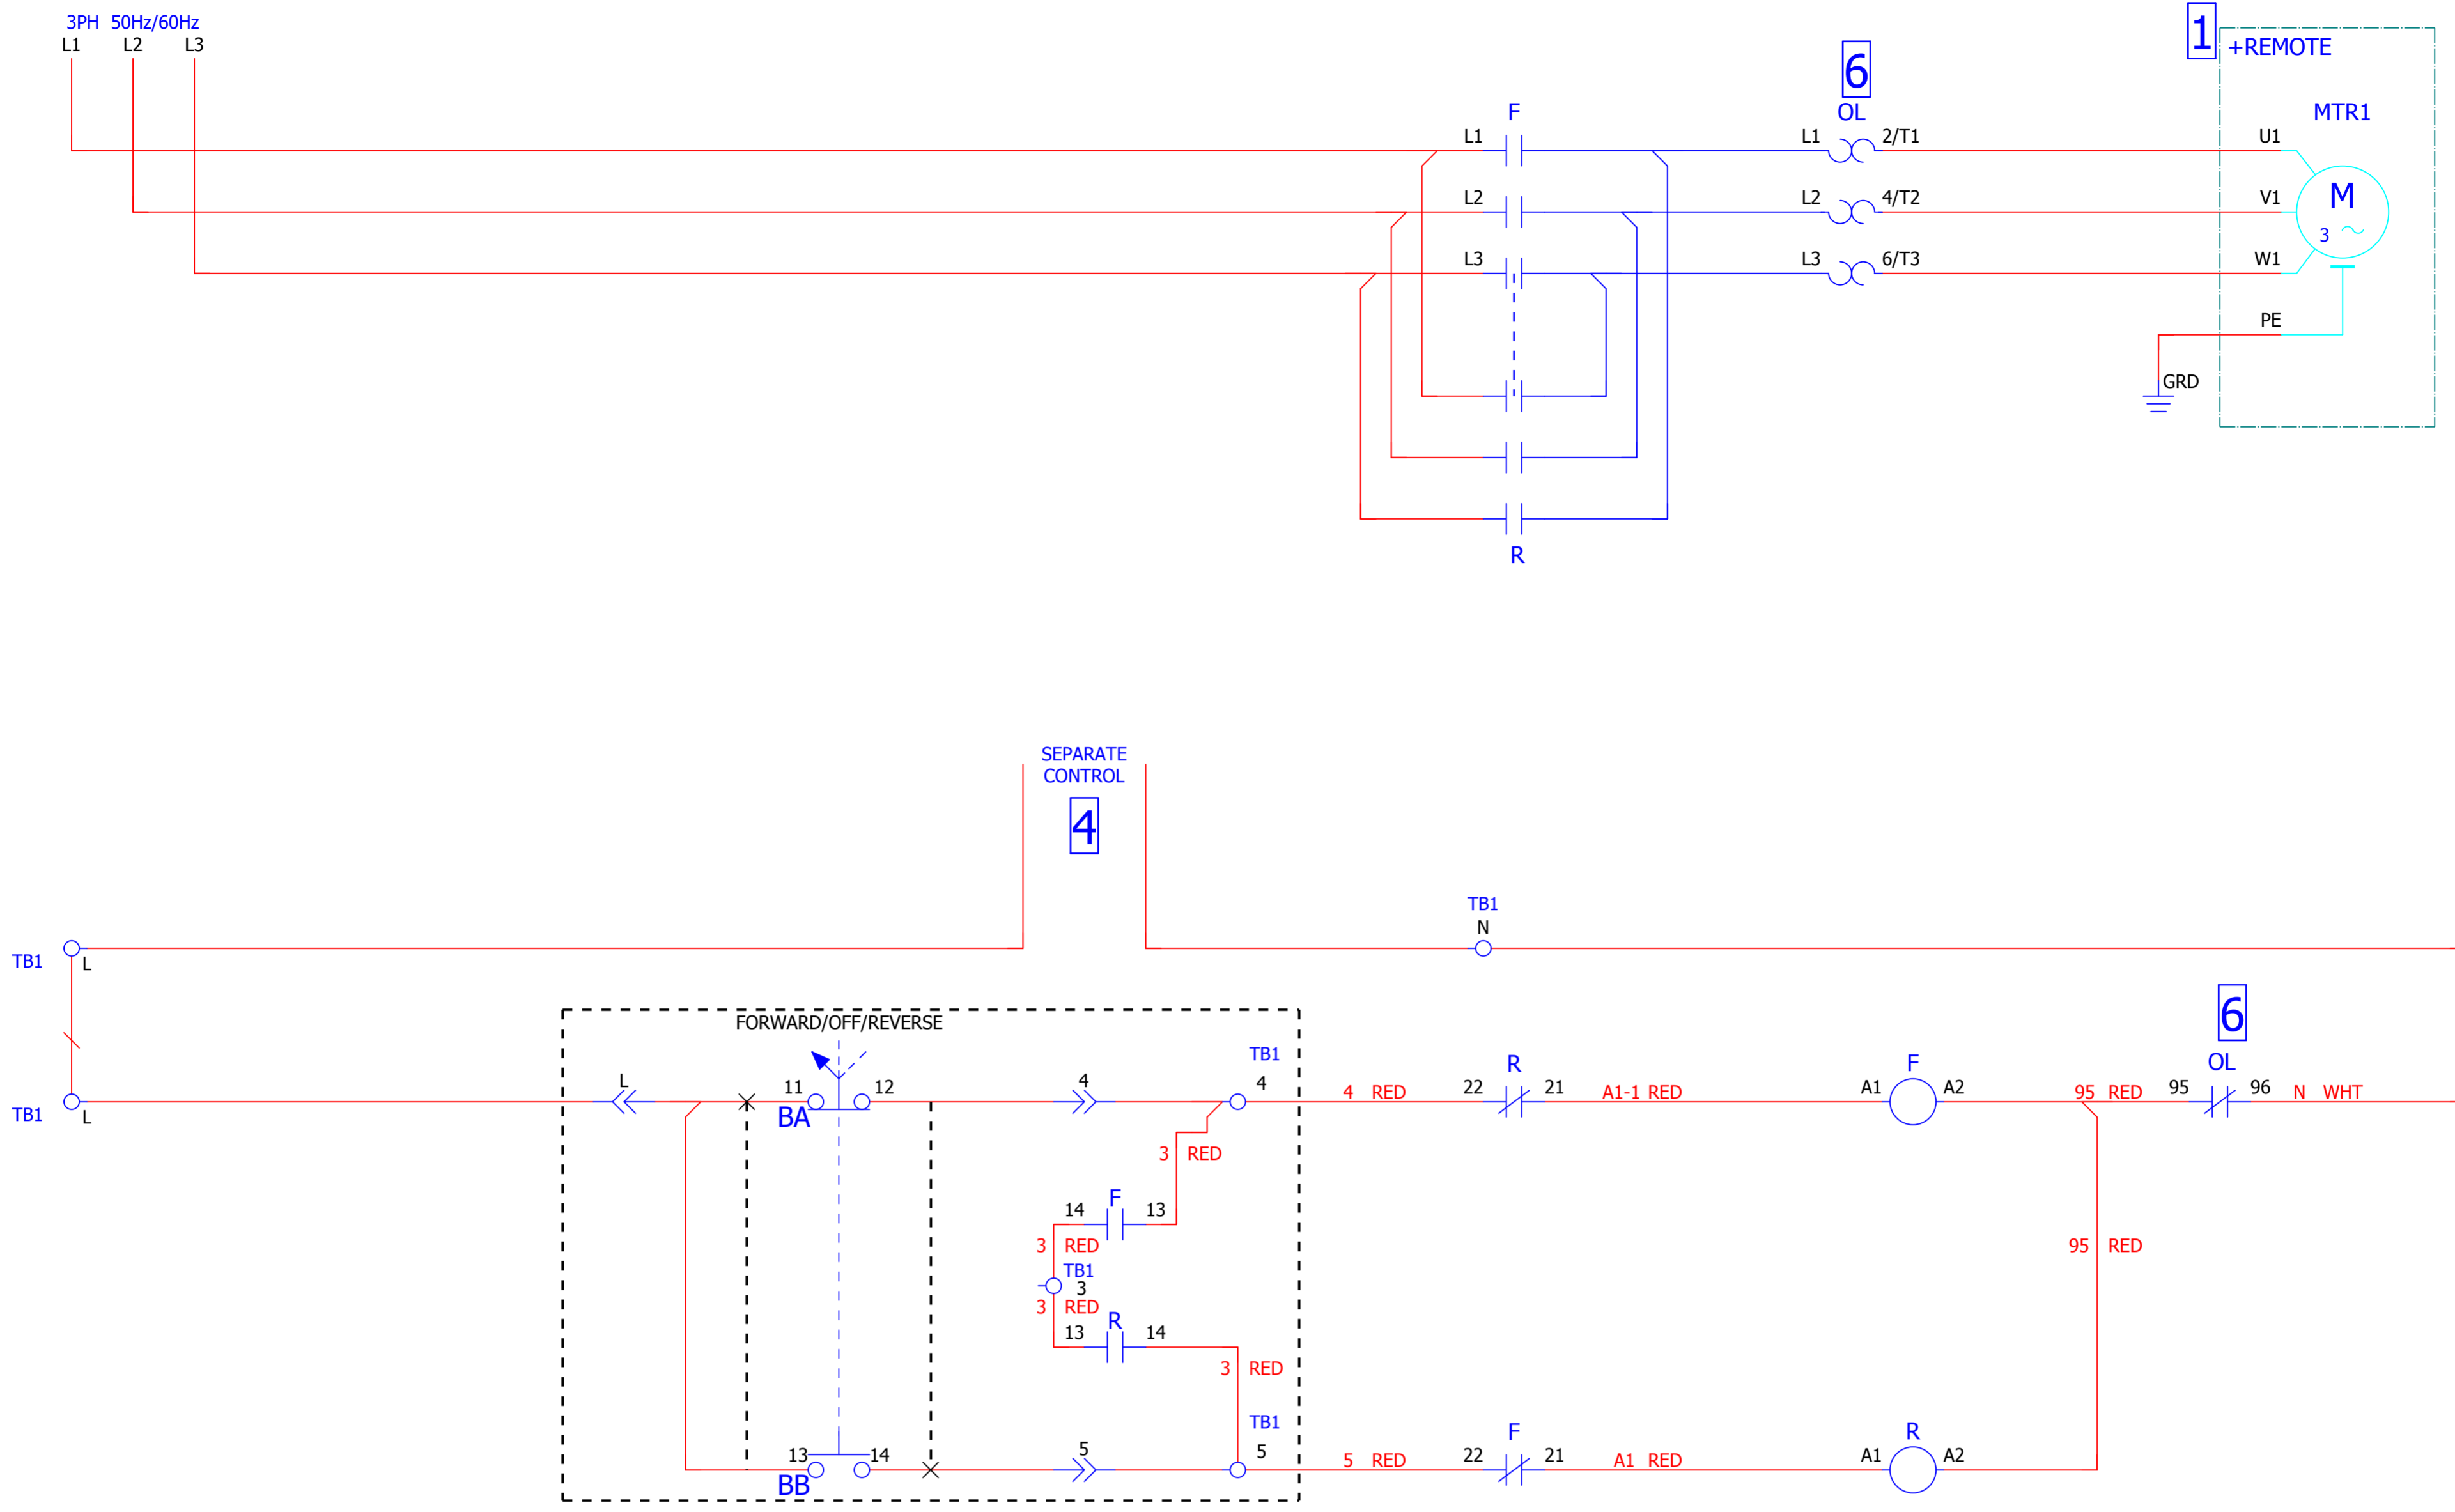 3PH 50Hz/60Hz
L1 L2 L3
1
+REMOTE
6
F
OL
MTR1
L1 L1 2/T1 U1
L2 L2 4/T2 V1
M
3
L3 L3 6/T3 W1
PE
GRD
R
SEPARATE
CONTROL
4
TB1
N
TB1
L
6
FORWARD/OFF/REVERSE
TB1
R F OL
L 11 12 4 4
4 RED 22 21 A1-1 RED A1 A2 95 RED 95 96 N WHT
TB1
L
BA
3 RED
F
14 13
3 RED
95 RED
TB1
3
3 RED
R
13 14
3 RED
TB1
F R
13 14 5 5
5 RED 22 21 A1 RED A1 A2
BB